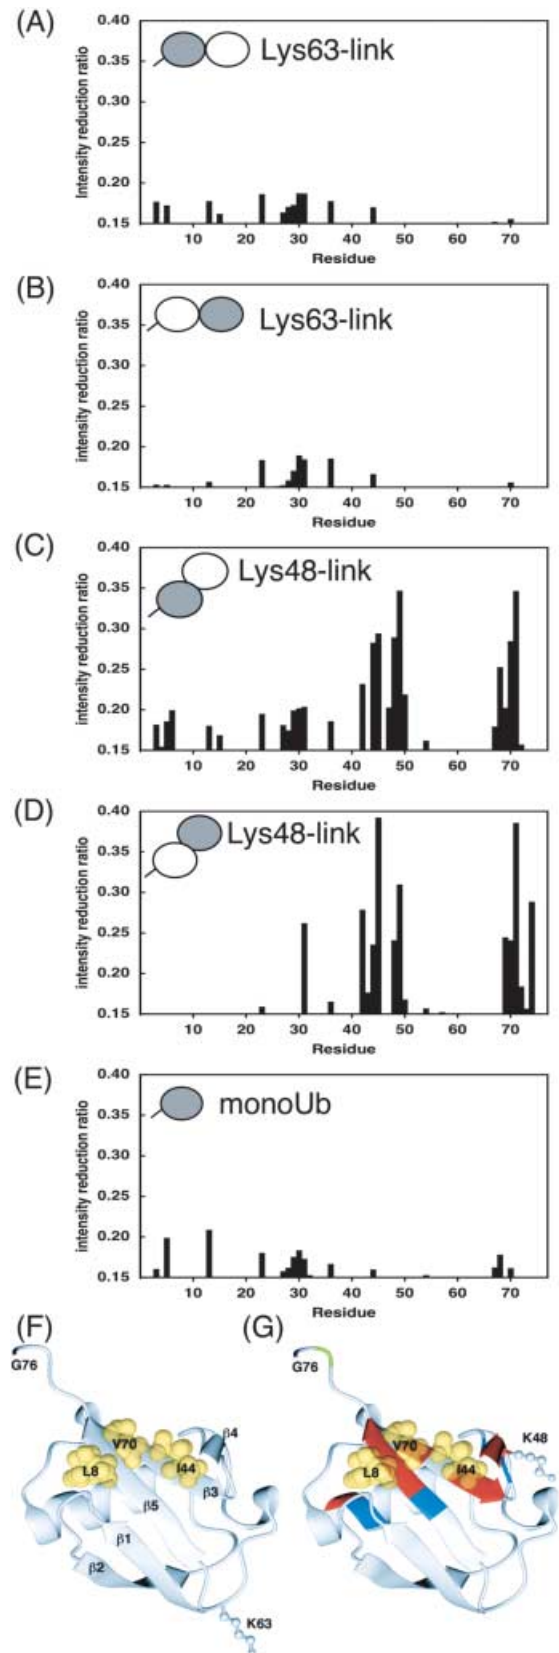 (A)
Lys63-link
Intensity reduction ratio
0.40
0.35
0.30
0.25
0.20
0.15
10 20 30 40 50 60 70
Residue
(B)
Lys63-link
intensity reduction ratio
0.40
0.35
0.30
0.25
0.20
0.15
10 20 30 40 50 60 70
Residue
(C)
Lys48-link
intensity reduction ratio
0.40
0.35
0.30
0.25
0.20
0.15
10 20 30 40 50 60 70
Residue
(D)
Lys48-link
intensity reduction ratio
0.40
0.35
0.30
0.25
0.20
0.15
10 20 30 40 50 60 70
Residue
(E)
monoUb
intensity reduction ratio
0.40
0.35
0.30
0.25
0.20
0.15
10 20 30 40 50 60 70
Residue
(F)
G76
V70
β4
L8
I44
β3
β5
β1
β2
K63
(G)
G76
K48
V70
L8
I44